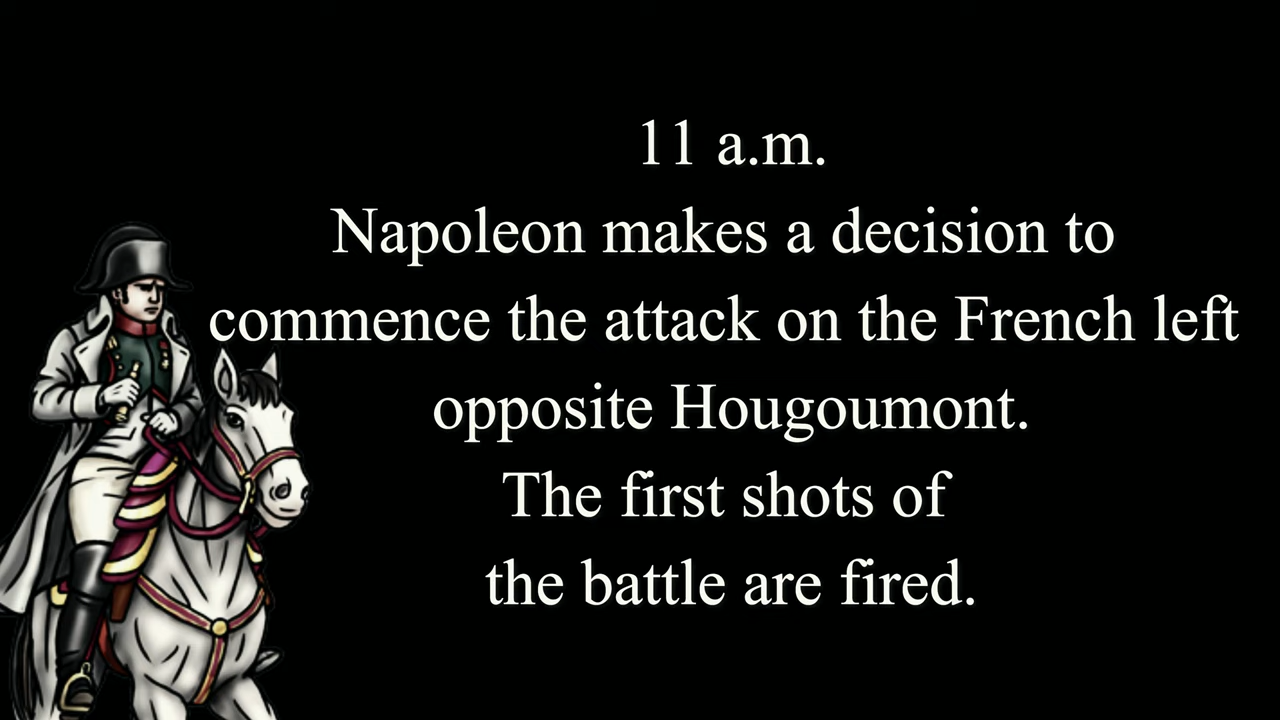 11 a.m.
Napoleon makes a decision to
commence the attack on the French left
opposite Hougoumont.
The first shots of
the battle are fired.